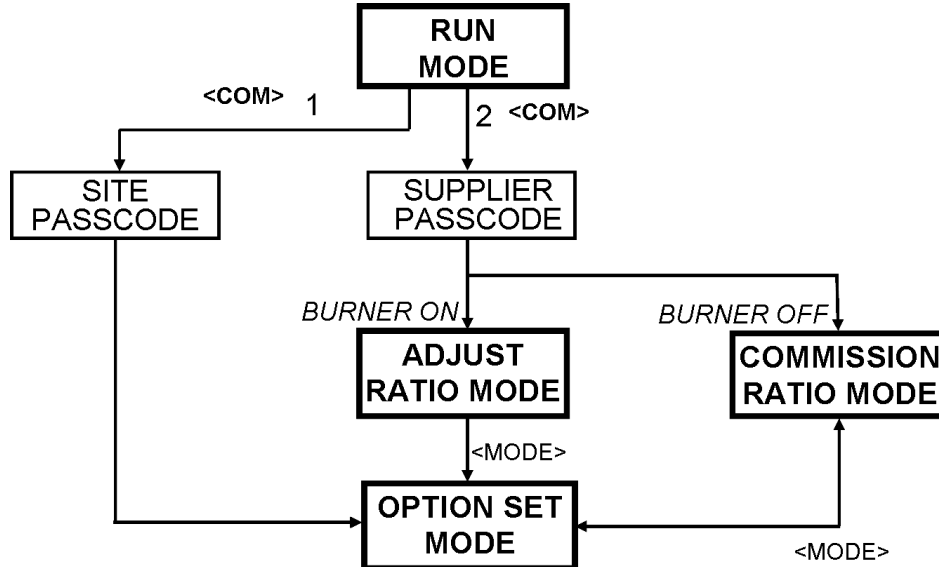 RUN
MODE
<COM> 1
2 <COM>
SITE
PASSCODE
SUPPLIER
PASSCODE
BURNER ON
BURNER OFF
ADJUST
RATIO MODE
COMMISSION
RATIO MODE
<MODE>
OPTION SET
MODE
<MODE>